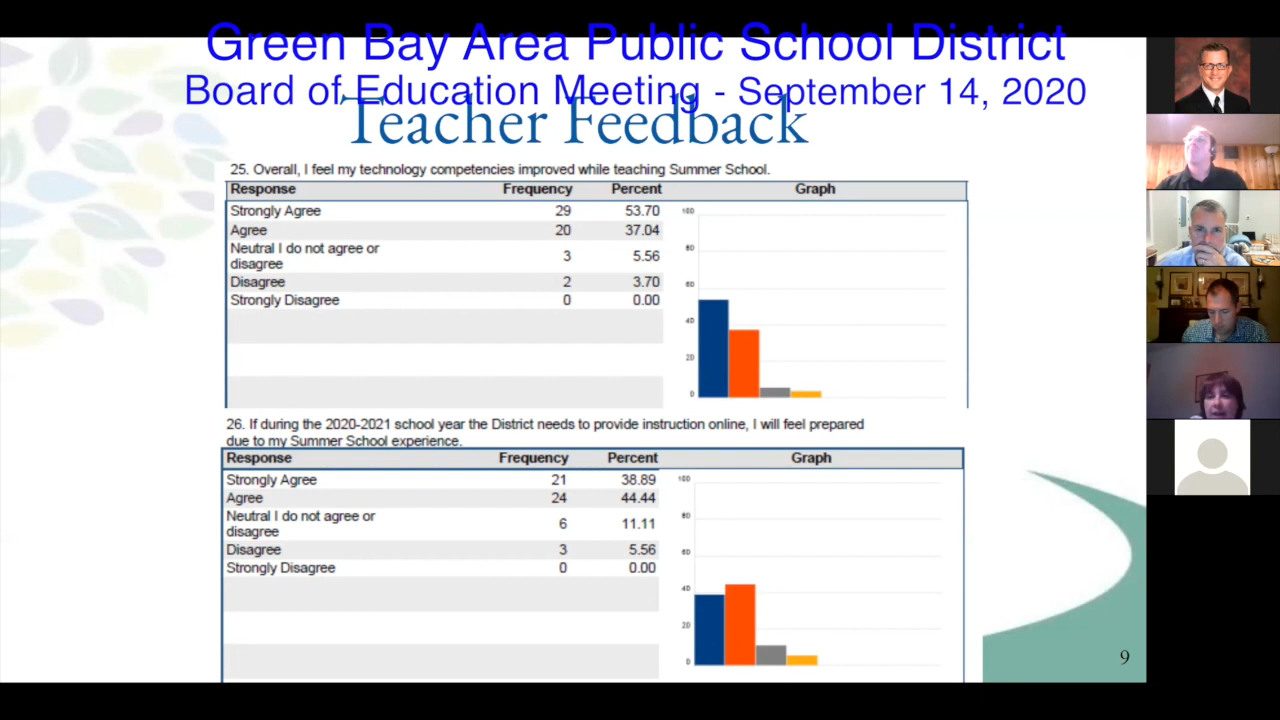 Green Bay Area Public School District
Board of Education Meeting - September 14, 2020
Teacher Feedback
25. Overall, I feel my technology competencies improved while teaching Summer School.
Response Frequency Percent Graph
Strongly Agree 29 53.70
Agree 20 37.04
Neutral I do not agree or
disagree 3 5.56
Disagree 2 3.70
Strongly Disagree 0 0.00
100
80
60
40
20
0
26. If during the 2020-2021 school year the District needs to provide instruction online, I will feel prepared
due to my Summer School experience.
Response Frequency Percent Graph
Strongly Agree 21 38.89
Agree 24 44.44
Neutral I do not agree or
disagree 6 11.11
Disagree 3 5.56
Strongly Disagree 0 0.00
100
80
60
40
20
0
9